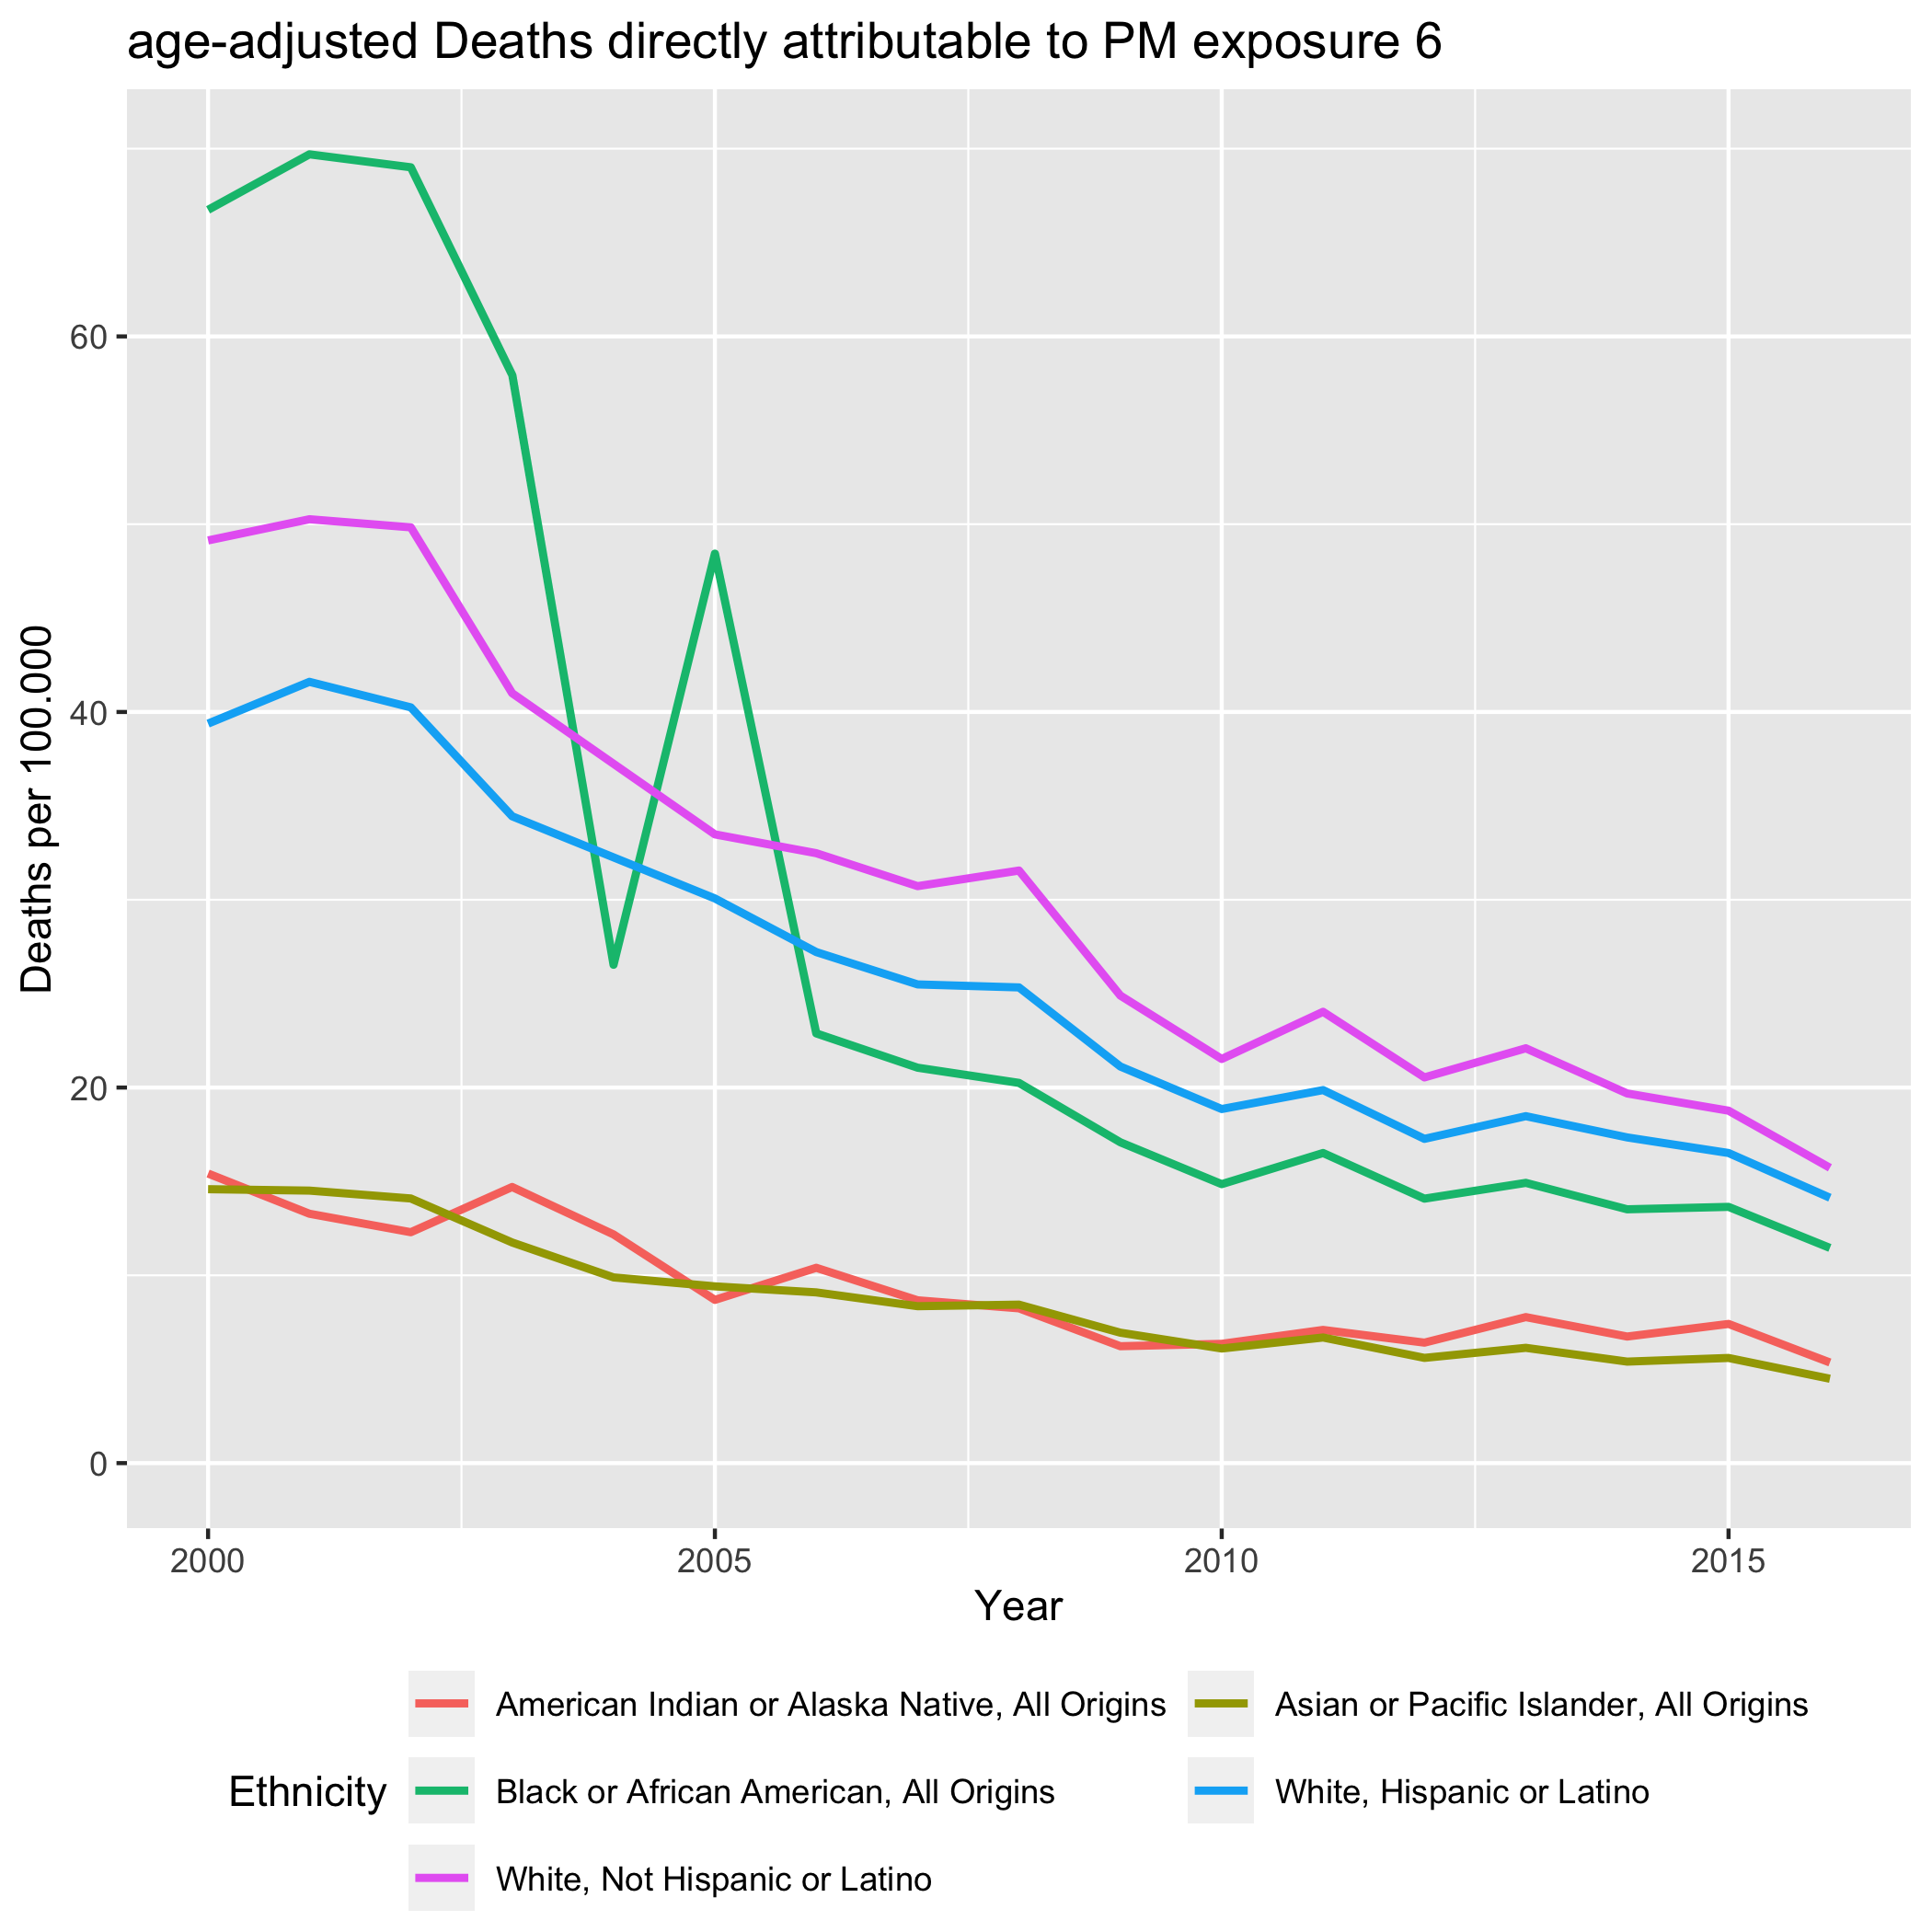 age-adjusted Deaths directly attributable to PM exposure 6
Deaths per 100.000
60
40
20
0
2000 2005 2010 2015
Year
Ethnicity
American Indian or Alaska Native, All Origins
Asian or Pacific Islander, All Origins
Black or African American, All Origins
White, Hispanic or Latino
White, Not Hispanic or Latino